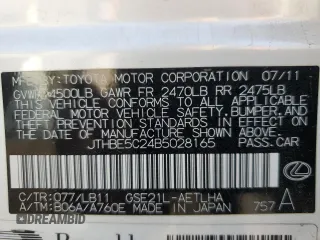 MFD. BY: TOYOTA MOTOR CORPORATION 07/11
GVWR 4500LB GAWR FR 2470LB RR 2475LB
THIS VEHICLE CONFORMS TO ALL APPLICABLE
FEDERAL MOTOR VEHICLE SAFETY, BUMPER, AND
THEFT PREVENTION STANDARDS IN EFFECT ON
THE DATE OF MANUFACTURE SHOWN ABOVE.
JTHBE5C24B5028165 PASS.CAR
C/TR: 077/LB11 GSE21L-AETLHA
A/TM: B06A/A760E MADE IN JAPAN 757 A